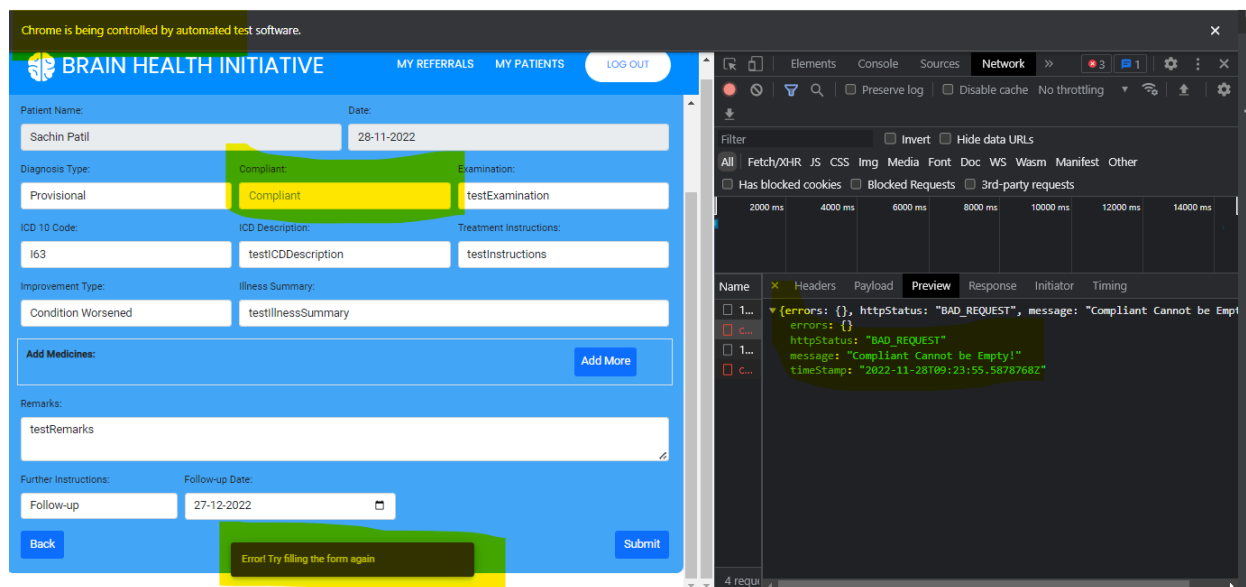 Chrome is being controlled by automated test software.
BRAIN HEALTH INITIATIVE MY REFERRALS MY PATIENTS LOG OUT
Patient Name: Date:
Sachin Patil 28-11-2022
Diagnosis Type: Compliant: Examination:
Provisional Compliant testExamination
ICD 10 Code: ICD Description: Treatment Instructions:
I63 testICDDescription testInstructions
Improvement Type: Illness Summary:
Condition Worsened testIllnessSummary
Add Medicines:
Add More
Remarks:
testRemarks
Further Instructions: Follow-up Date:
Follow-up 27-12-2022
Back Submit
Error! Try filling the form again
Elements Console Sources Network 3 1
Preserve log Disable cache No throttling
Filter Invert Hide data URLs
All Fetch/XHR JS CSS Img Media Font Doc WS Wasm Manifest Other
Has blocked cookies Blocked Requests 3rd-party requests
2000 ms 4000 ms 6000 ms 8000 ms 10000 ms 12000 ms 14000 ms
Name Headers Payload Preview Response Initiator Timing
1... {errors: {}, httpStatus: "BAD_REQUEST", message: "Compliant Cannot be Empt
c... errors: {}
httpStatus: "BAD_REQUEST"
1... message: "Compliant Cannot be Empty!"
c... timeStamp: "2022-11-28T09:23:55.5878768Z"
4 requ